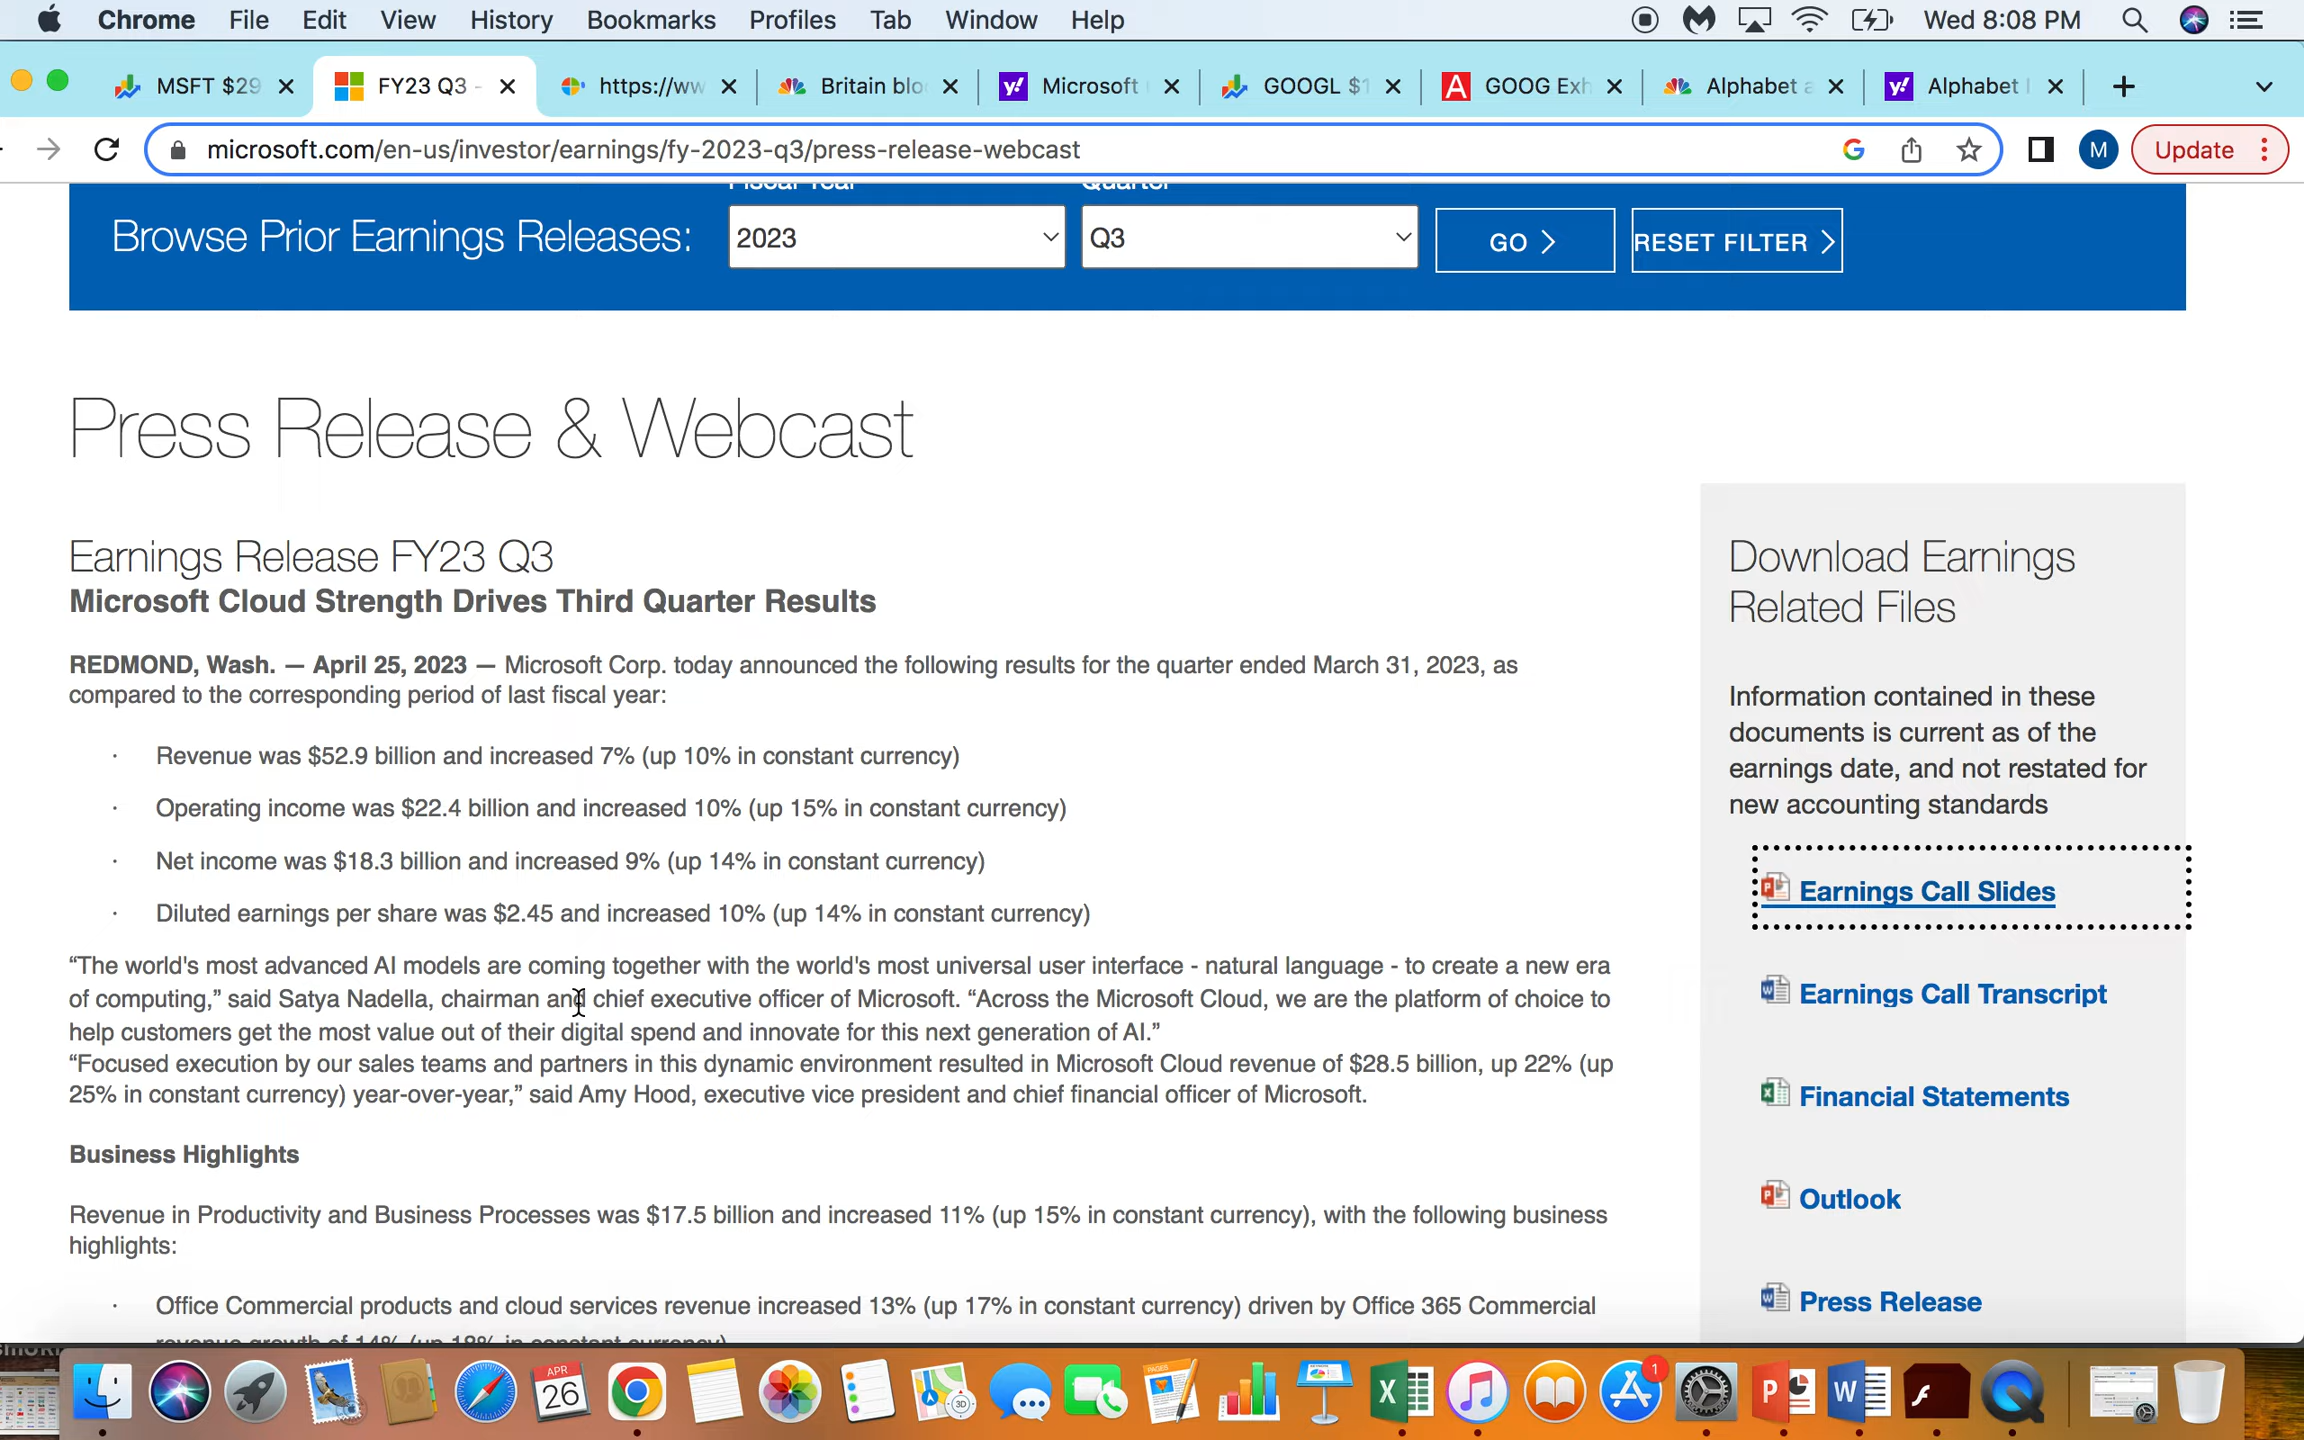 Chrome File Edit View History Bookmarks Profiles Tab Window Help Wed 8:08 PM
MSFT $29 FY23 Q3 - https://ww Britain blo Microsoft GOOGL $1 GOOG Exh Alphabet a Alphabet
microsoft.com/en-us/investor/earnings/fy-2023-q3/press-release-webcast M Update
Fiscal Year Quarter
Browse Prior Earnings Releases: 2023 Q3 GO RESET FILTER
Press Release & Webcast
Earnings Release FY23 Q3
Microsoft Cloud Strength Drives Third Quarter Results
REDMOND, Wash. — April 25, 2023 — Microsoft Corp. today announced the following results for the quarter ended March 31, 2023, as
compared to the corresponding period of last fiscal year:
· Revenue was $52.9 billion and increased 7% (up 10% in constant currency)
· Operating income was $22.4 billion and increased 10% (up 15% in constant currency)
· Net income was $18.3 billion and increased 9% (up 14% in constant currency)
· Diluted earnings per share was $2.45 and increased 10% (up 14% in constant currency)
“The world's most advanced AI models are coming together with the world's most universal user interface - natural language - to create a new era
of computing,” said Satya Nadella, chairman and chief executive officer of Microsoft. “Across the Microsoft Cloud, we are the platform of choice to
help customers get the most value out of their digital spend and innovate for this next generation of AI.”
“Focused execution by our sales teams and partners in this dynamic environment resulted in Microsoft Cloud revenue of $28.5 billion, up 22% (up
25% in constant currency) year-over-year,” said Amy Hood, executive vice president and chief financial officer of Microsoft.
Business Highlights
Revenue in Productivity and Business Processes was $17.5 billion and increased 11% (up 15% in constant currency), with the following business
highlights:
· Office Commercial products and cloud services revenue increased 13% (up 17% in constant currency) driven by Office 365 Commercial
revenue growth of 14% (up 18% in constant currency)
Download Earnings
Related Files
Information contained in these
documents is current as of the
earnings date, and not restated for
new accounting standards
Earnings Call Slides
Earnings Call Transcript
Financial Statements
Outlook
Press Release
APR
26
PAGES
3D
1